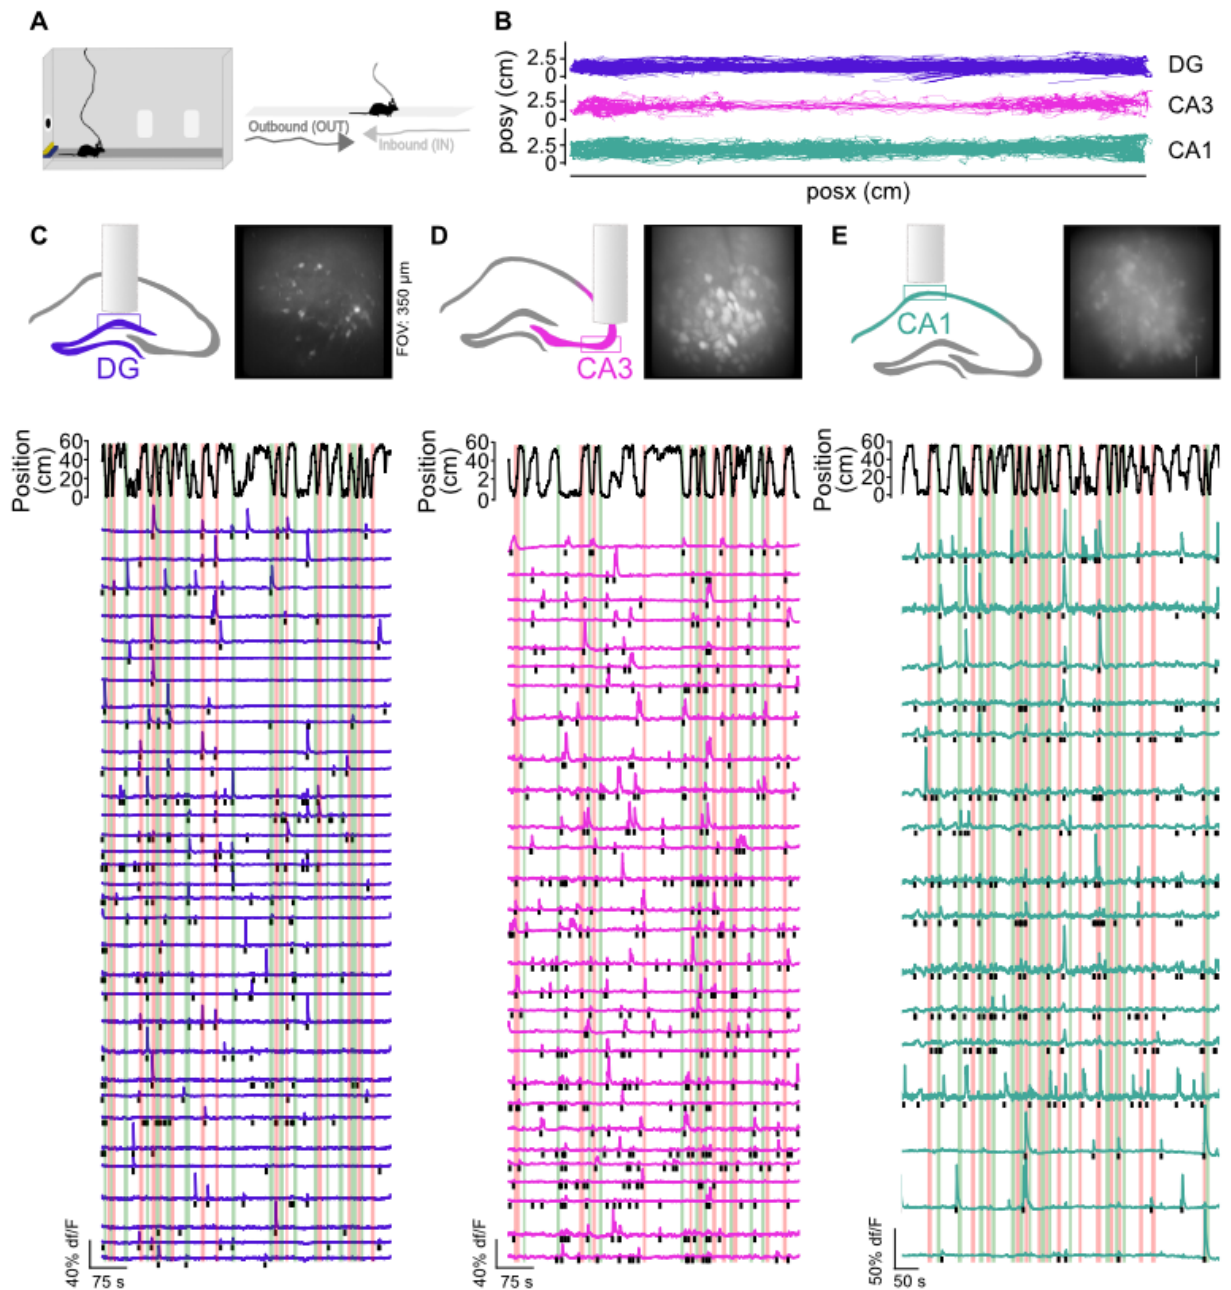 A
B
Outbound (OUT)
Inbound (IN)
posy (cm)
2.5
0
2.5
0
2.5
0
DG
CA3
CA1
posx (cm)
C
DG
FOV: 350 µm
D
CA3
E
CA1
Position
(cm)
60
40
20
0
Position
(cm)
60
40
2
0
Position
(cm)
60
40
20
0
40% df/F
75 s
40% df/F
75 s
50% df/F
50 s